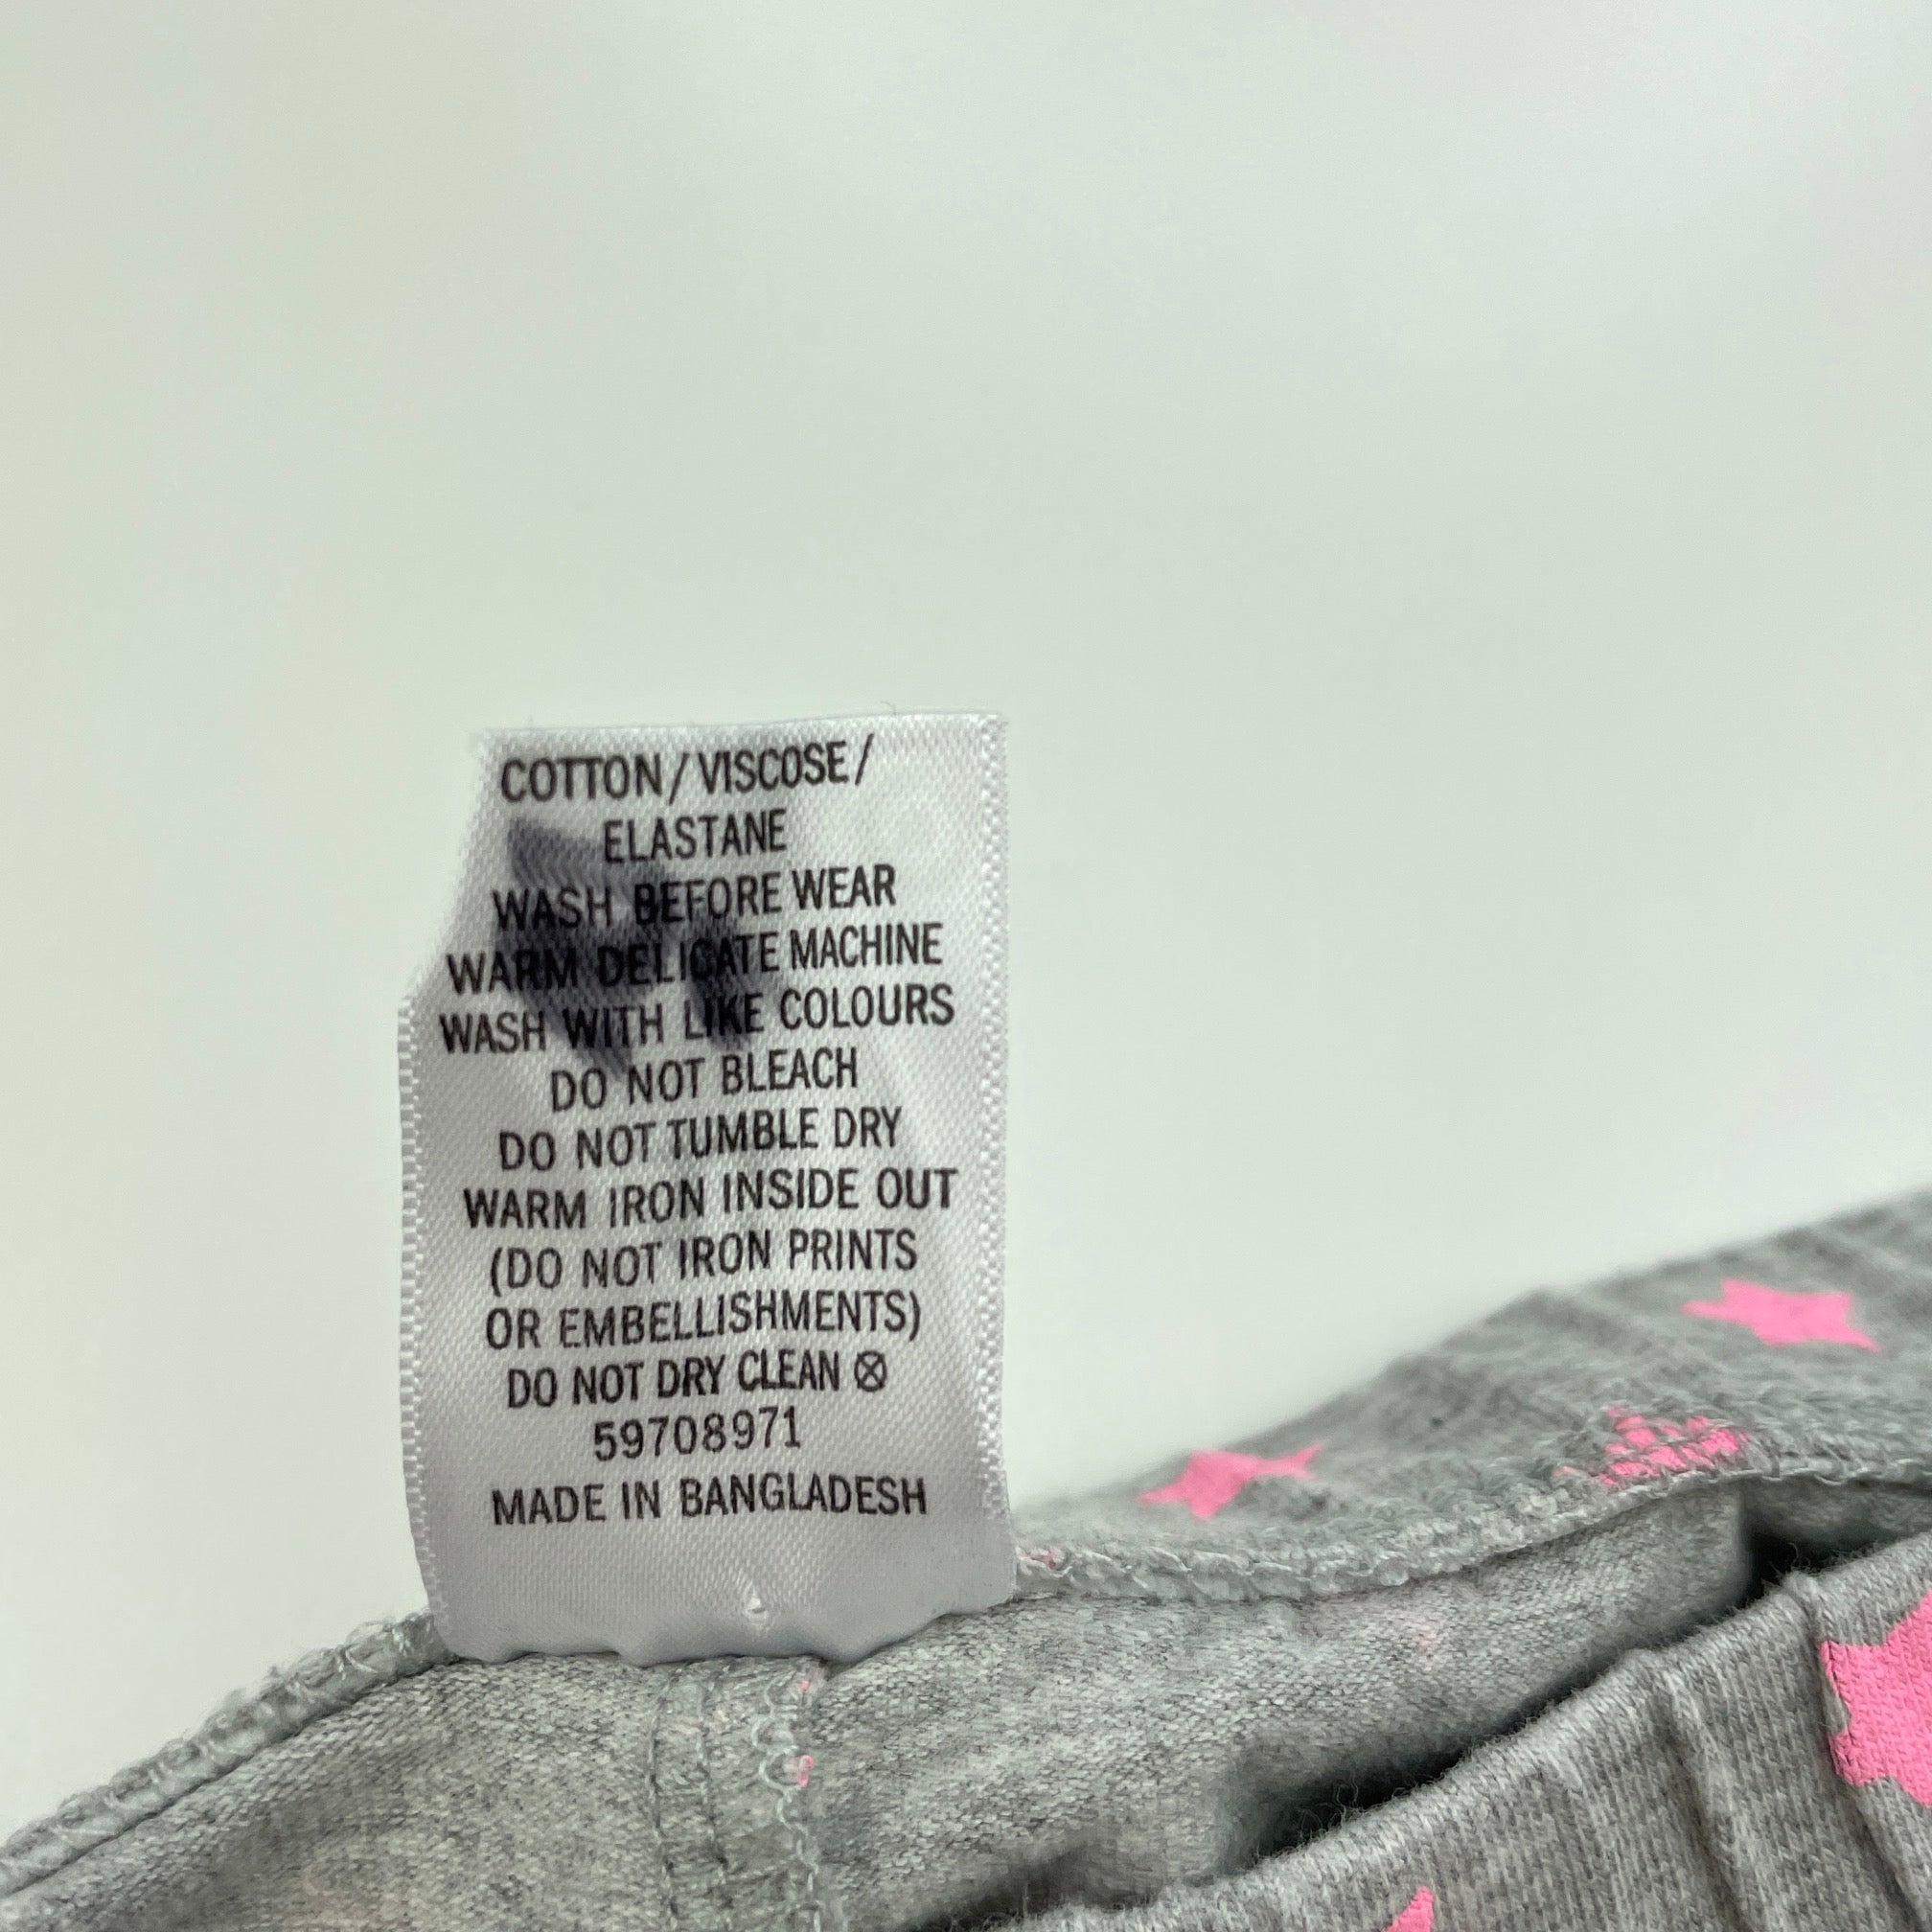 COTTON/VISCOSE/
ELASTANE
WASH BEFORE WEAR
WARM DELICATE MACHINE
WASH WITH LIKE COLOURS
DO NOT BLEACH
DO NOT TUMBLE DRY
WARM IRON INSIDE OUT
(DO NOT IRON PRINTS
OR EMBELLISHMENTS)
DO NOT DRY CLEAN
59708971
MADE IN BANGLADESH